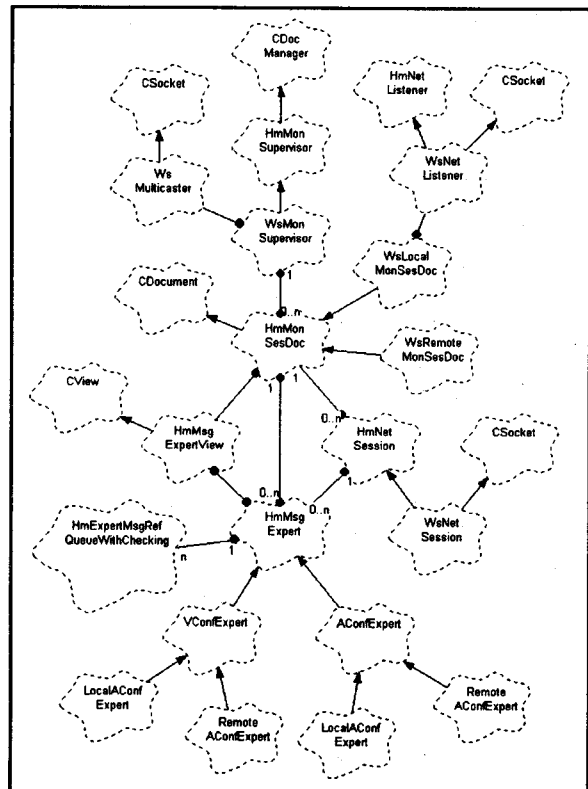 CDoc
Manager
CSocket
HmNet
Listener
CSocket
HmMon
Supervisor
Ws
Multicaster
WsNet
Listener
WsMon
Supervisor
WsLocal
MonSesDoc
1
CDocument
0..n
HmMon
SesDoc
WsRemote
MonSesDoc
CView
1
1
0..n
HmMsg
ExpertView
HmNet
Session
CSocket
0..n
HmMsg
Expert
0..n
1
WsNet
Session
HmExpertMsgRef
QueueWithChecking
n
1
VConfExpert
AConfExpert
LocalAConf
Expert
Remote
AConfExpert
LocalAConf
Expert
Remote
AConfExpert